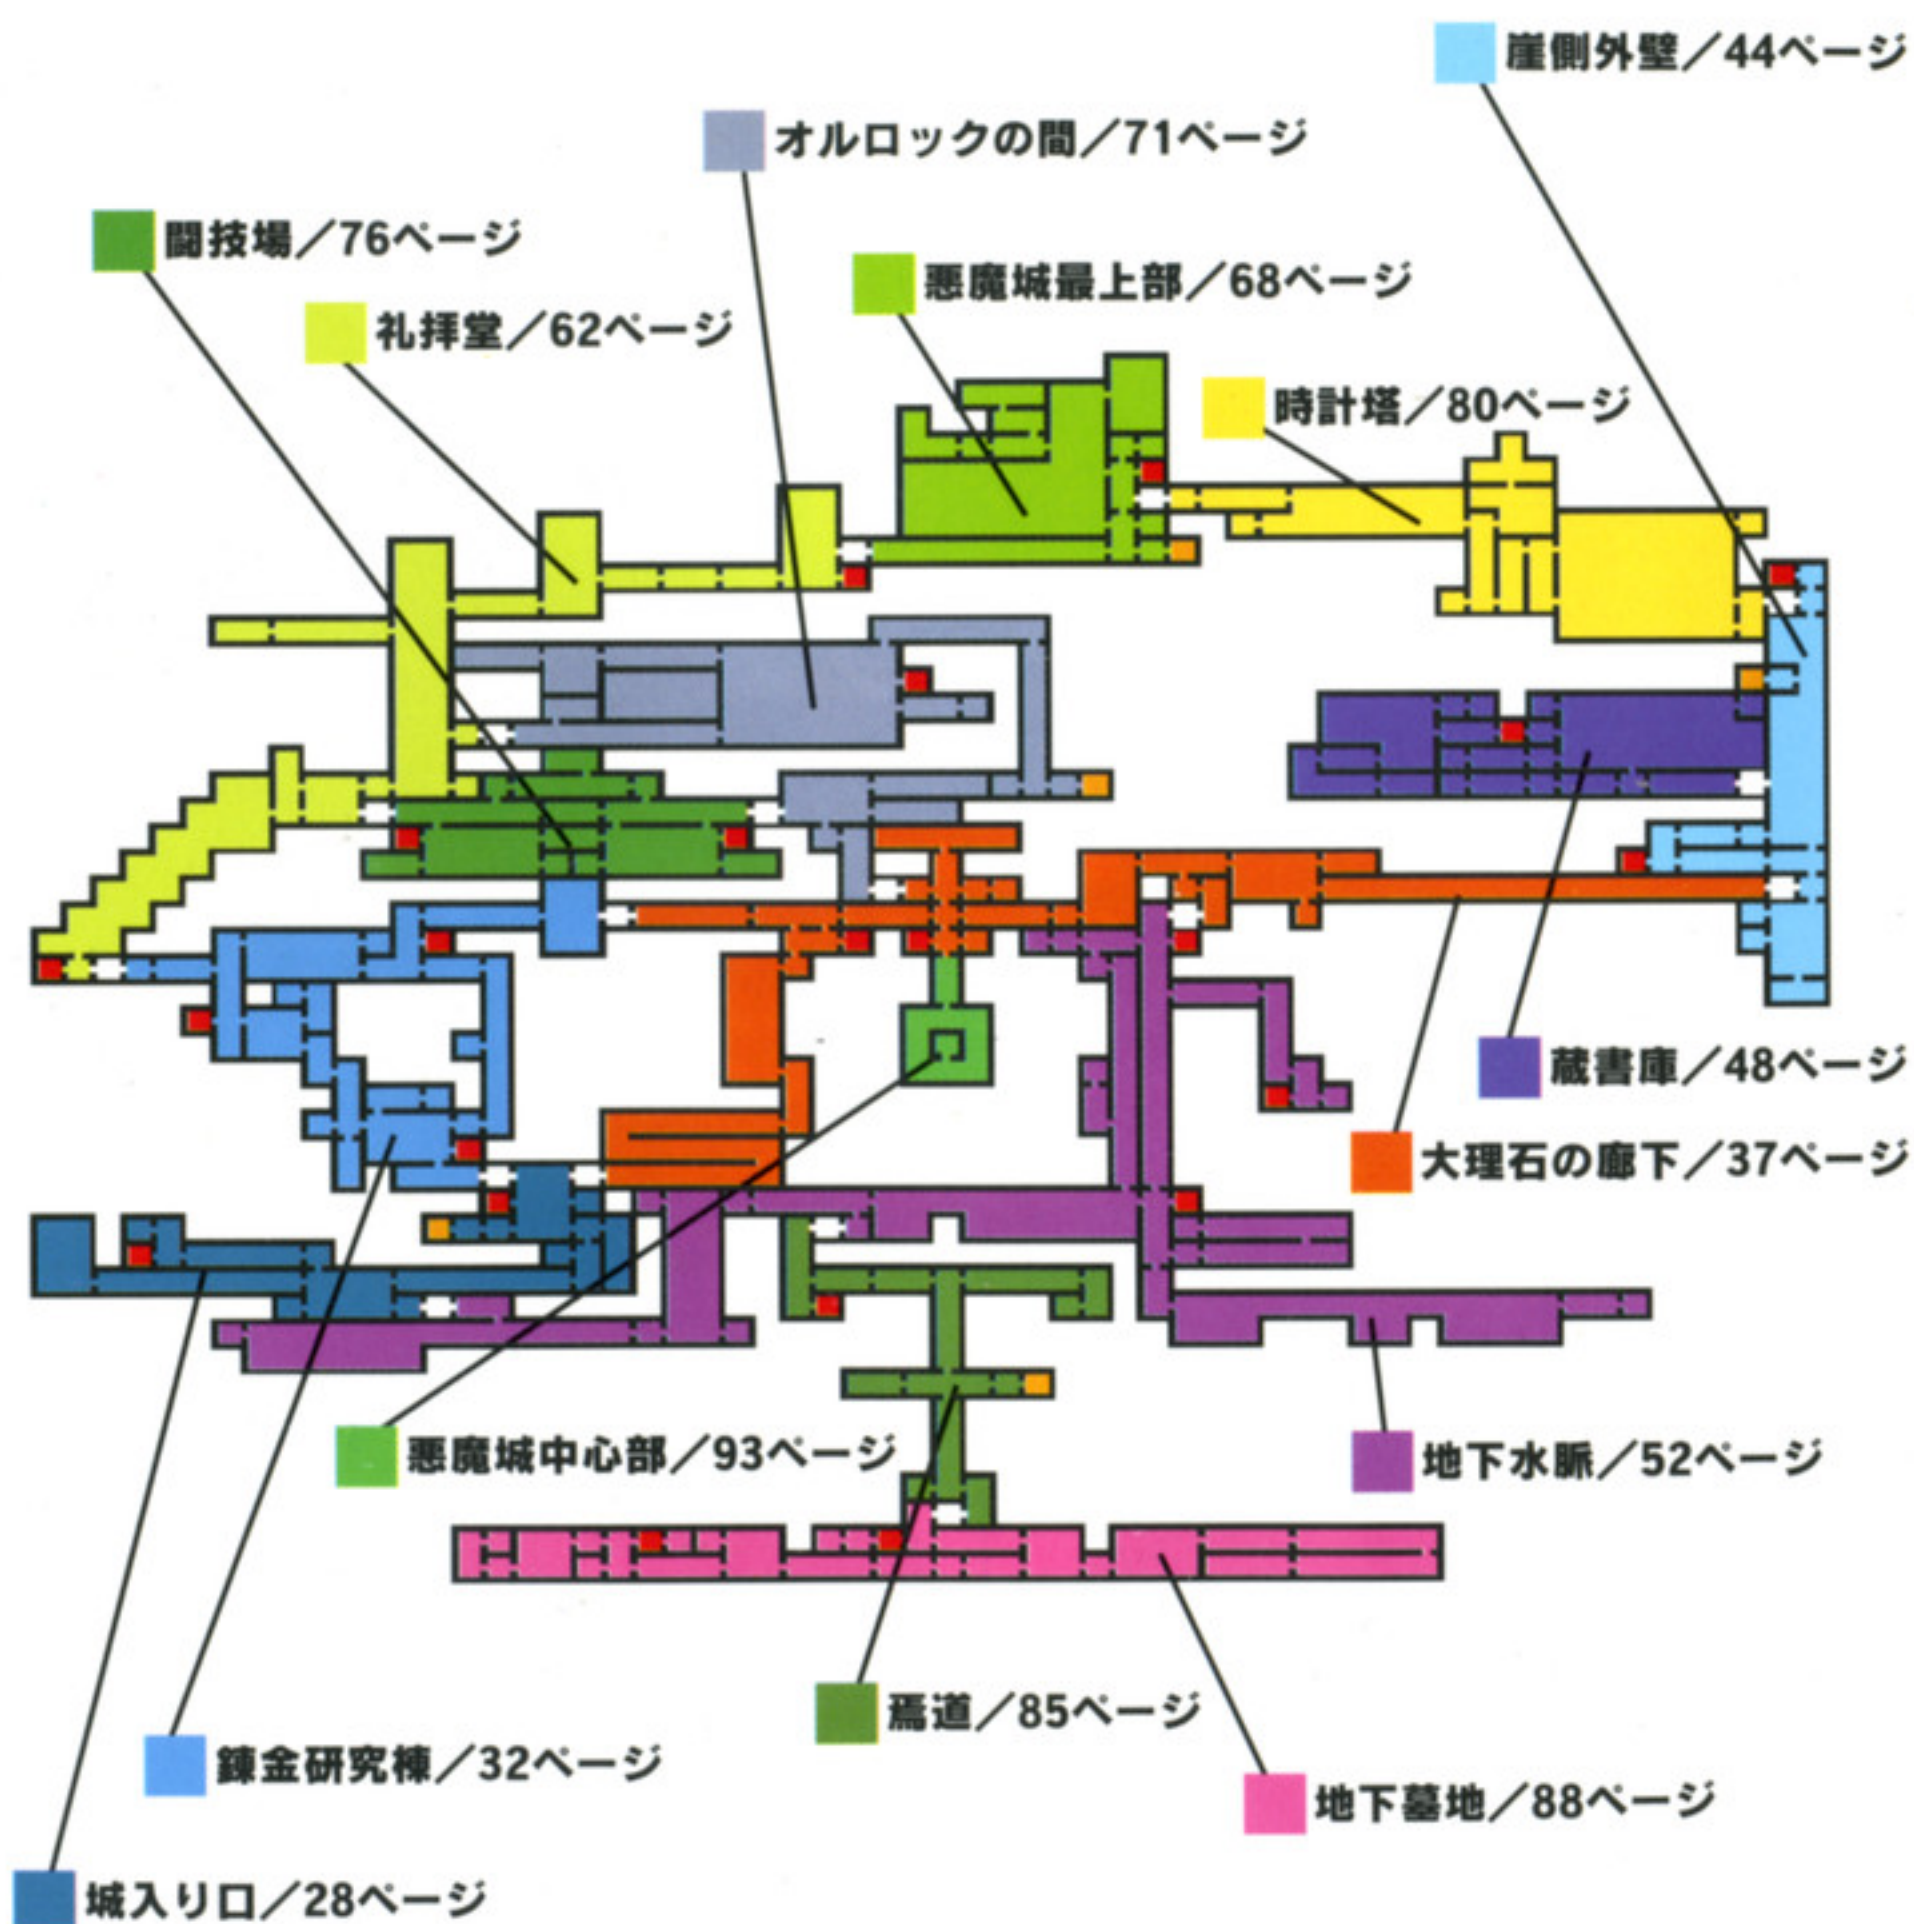 崖側外壁／44ページ
オルロックの間／71ページ
闘技場／76ページ
悪魔城最上部／68ページ
礼拝堂／62ページ
時計塔／80ページ
蔵書庫／48ページ
大理石の廊下／37ページ
悪魔城中心部／93ページ
地下水脈／52ページ
焉道／85ページ
錬金研究棟／32ページ
地下墓地／88ページ
城入り口／28ページ